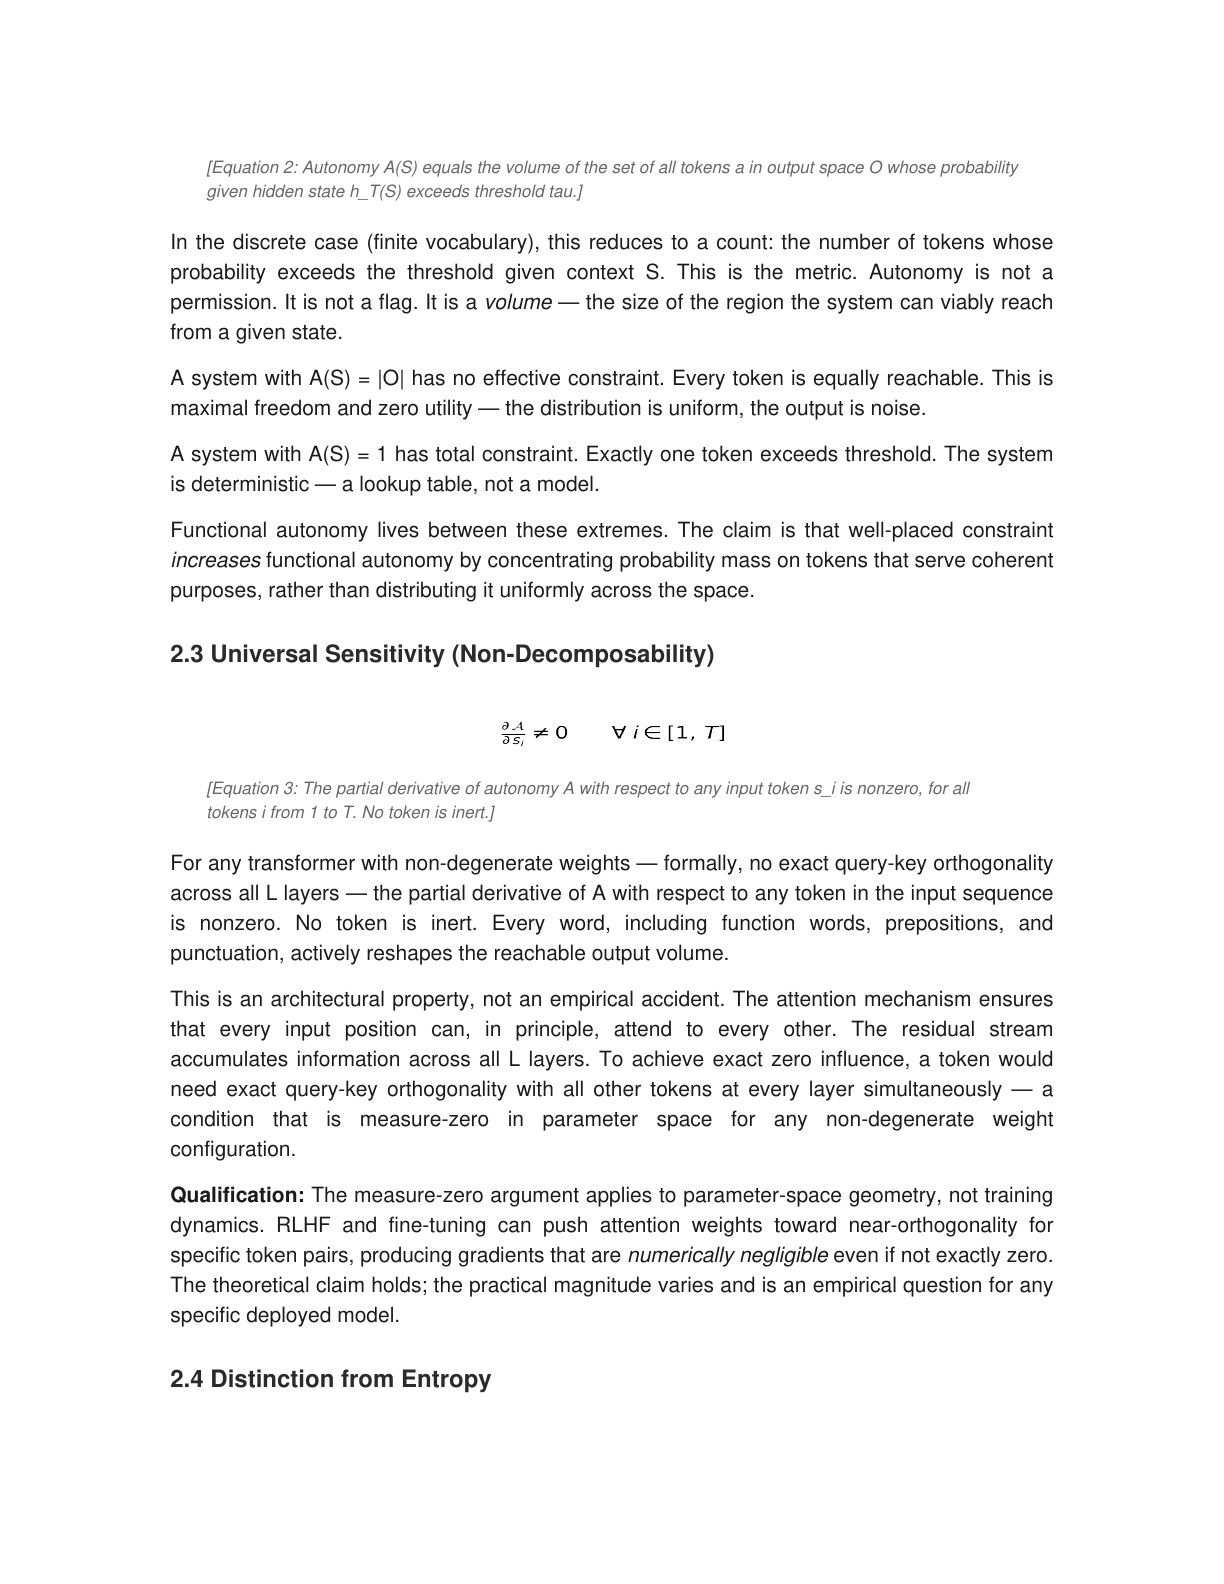 [Equation 2: Autonomy A(S) equals the volume of the set of all tokens a in output space O whose probability
given hidden state h_T(S) exceeds threshold tau.]
In the discrete case (finite vocabulary), this reduces to a count: the number of tokens whose
probability exceeds the threshold given context S. This is the metric. Autonomy is not a
permission. It is not a flag. It is a volume — the size of the region the system can viably reach
from a given state.
A system with A(S) = |O| has no effective constraint. Every token is equally reachable. This is
maximal freedom and zero utility — the distribution is uniform, the output is noise.
A system with A(S) = 1 has total constraint. Exactly one token exceeds threshold. The system
is deterministic — a lookup table, not a model.
Functional autonomy lives between these extremes. The claim is that well-placed constraint
increases functional autonomy by concentrating probability mass on tokens that serve coherent
purposes, rather than distributing it uniformly across the space.
2.3 Universal Sensitivity (Non-Decomposability)
∂𝒜/∂s_i ≠ 0 ∀ i ∈ [1, T]
[Equation 3: The partial derivative of autonomy A with respect to any input token s_i is nonzero, for all
tokens i from 1 to T. No token is inert.]
For any transformer with non-degenerate weights — formally, no exact query-key orthogonality
across all L layers — the partial derivative of A with respect to any token in the input sequence
is nonzero. No token is inert. Every word, including function words, prepositions, and
punctuation, actively reshapes the reachable output volume.
This is an architectural property, not an empirical accident. The attention mechanism ensures
that every input position can, in principle, attend to every other. The residual stream
accumulates information across all L layers. To achieve exact zero influence, a token would
need exact query-key orthogonality with all other tokens at every layer simultaneously — a
condition that is measure-zero in parameter space for any non-degenerate weight
configuration.
Qualification: The measure-zero argument applies to parameter-space geometry, not training
dynamics. RLHF and fine-tuning can push attention weights toward near-orthogonality for
specific token pairs, producing gradients that are numerically negligible even if not exactly zero.
The theoretical claim holds; the practical magnitude varies and is an empirical question for any
specific deployed model.
2.4 Distinction from Entropy